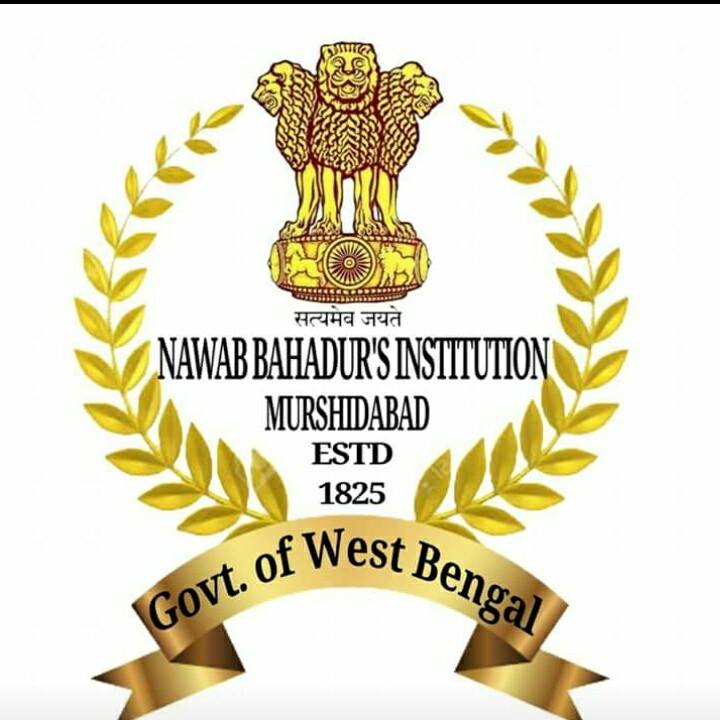 सत्यमेव जयते
NAWAB BAHADUR'S INSTITUTION
MURSHIDABAD
ESTD
1825
Govt. of West Bengal